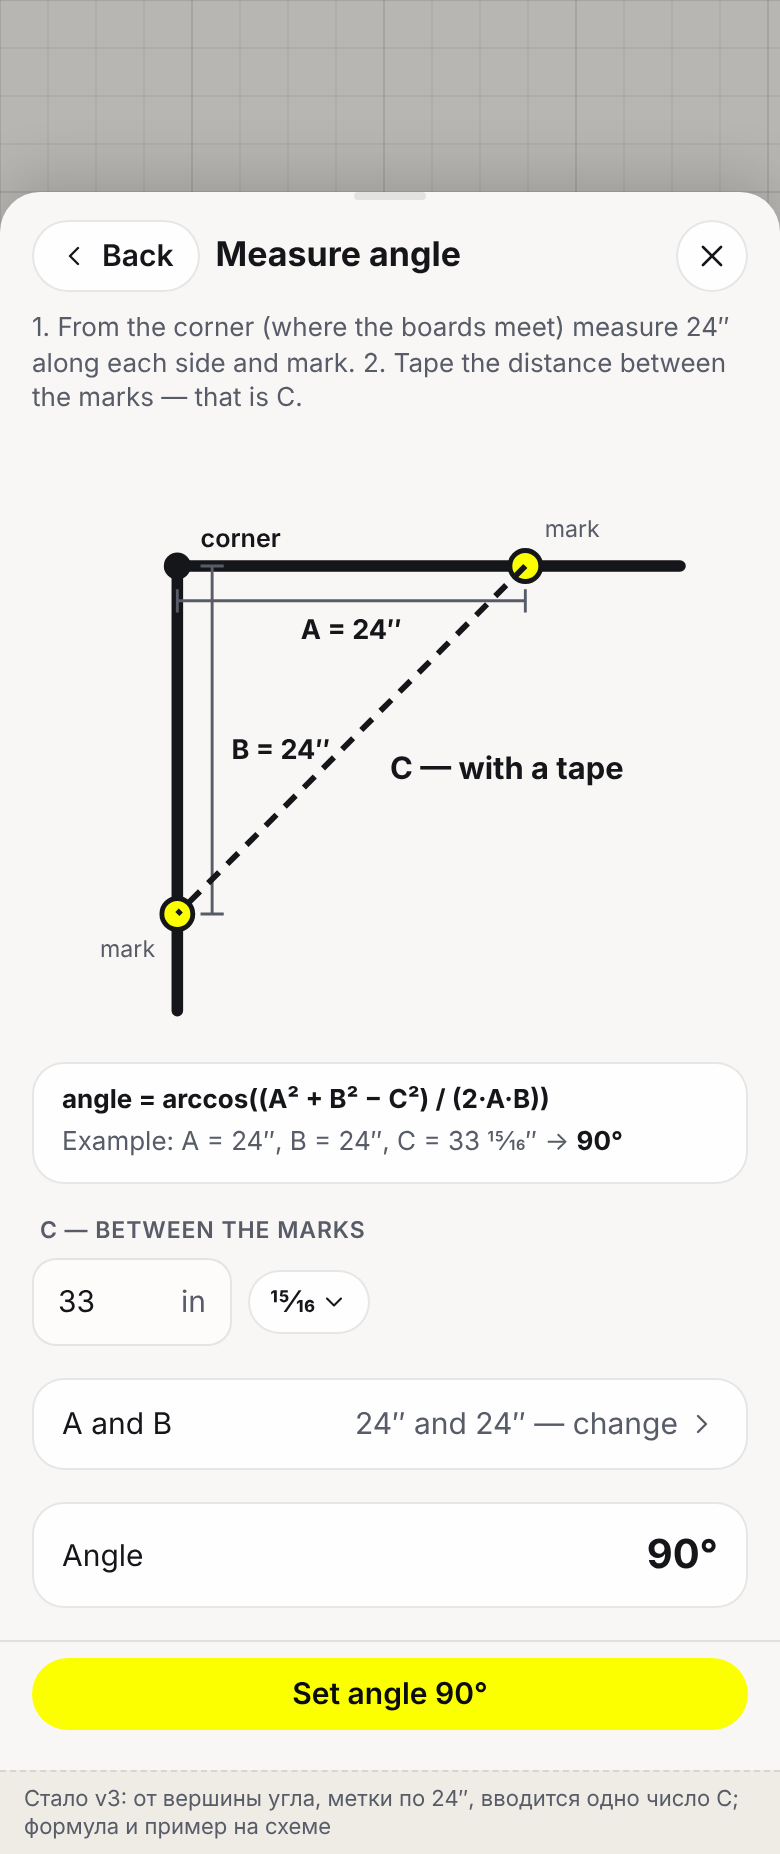 Back
Measure angle
1. From the corner (where the boards meet) measure 24″
along each side and mark. 2. Tape the distance between
the marks — that is C.
corner
mark
A = 24″
B = 24″
C — with a tape
mark
angle = arccos((A² + B² − C²) / (2·A·B))
Example: A = 24″, B = 24″, C = 33 ¹⁵⁄₁₆″ → 90°
C — BETWEEN THE MARKS
33 in ¹⁵⁄₁₆
A and B 24″ and 24″ — change
Angle 90°
Set angle 90°
Стало v3: от вершины угла, метки по 24″, вводится одно число C;
формула и пример на схеме